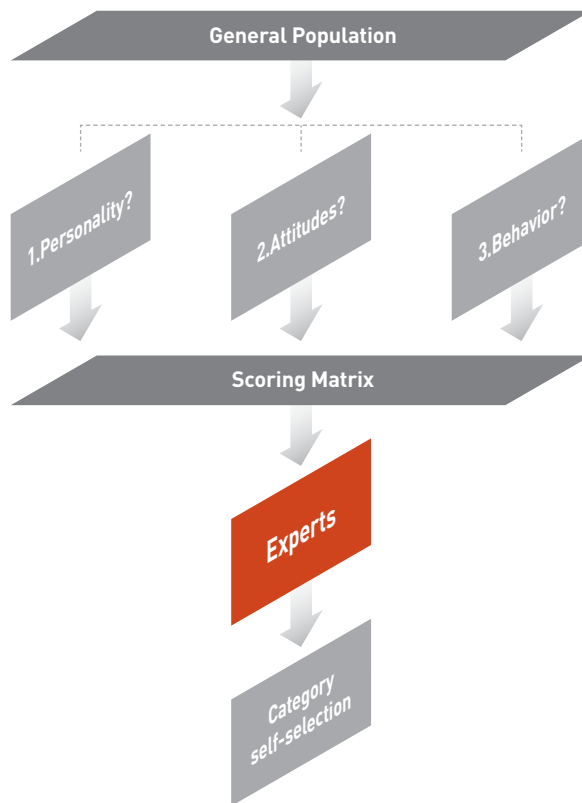 General Population
1.Personality?
2.Attitudes?
3.Behavior?
Scoring Matrix
Experts
Category
self-selection